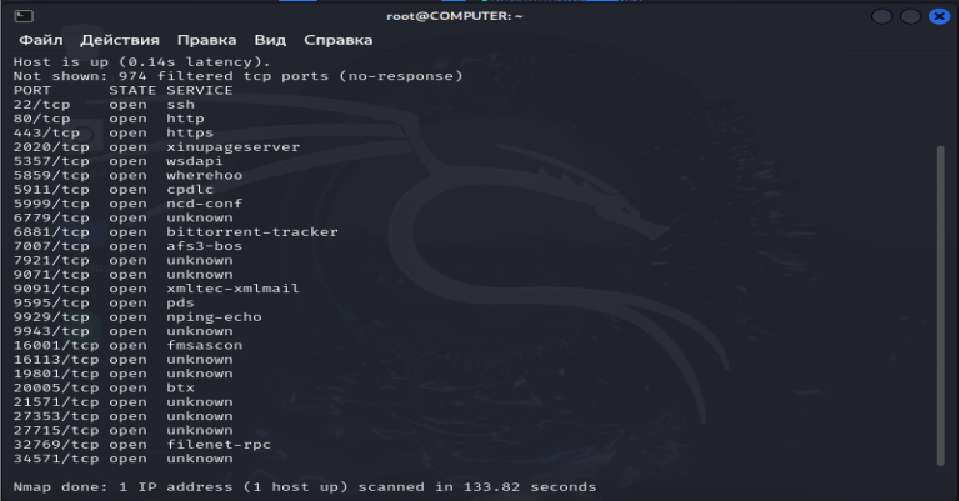 root@COMPUTER: ~
Файл Действия Правка Вид Справка
Host is up (0.14s latency).
Not shown: 974 filtered tcp ports (no-response)
PORT STATE SERVICE
22/tcp open ssh
80/tcp open http
443/tcp open https
2020/tcp open xinupageserver
5357/tcp open wsdapi
5859/tcp open wherehoo
5911/tcp open cpdlc
5999/tcp open ncd-conf
6779/tcp open unknown
6881/tcp open bittorrent-tracker
7007/tcp open afs3-bos
7921/tcp open unknown
9071/tcp open unknown
9091/tcp open xmltec-xmlmail
9595/tcp open pds
9929/tcp open nping-echo
9943/tcp open unknown
16001/tcp open fmsascon
16113/tcp open unknown
19801/tcp open unknown
20005/tcp open btx
21571/tcp open unknown
27353/tcp open unknown
27715/tcp open unknown
32769/tcp open filenet-rpc
34571/tcp open unknown
Nmap done: 1 IP address (1 host up) scanned in 133.82 seconds